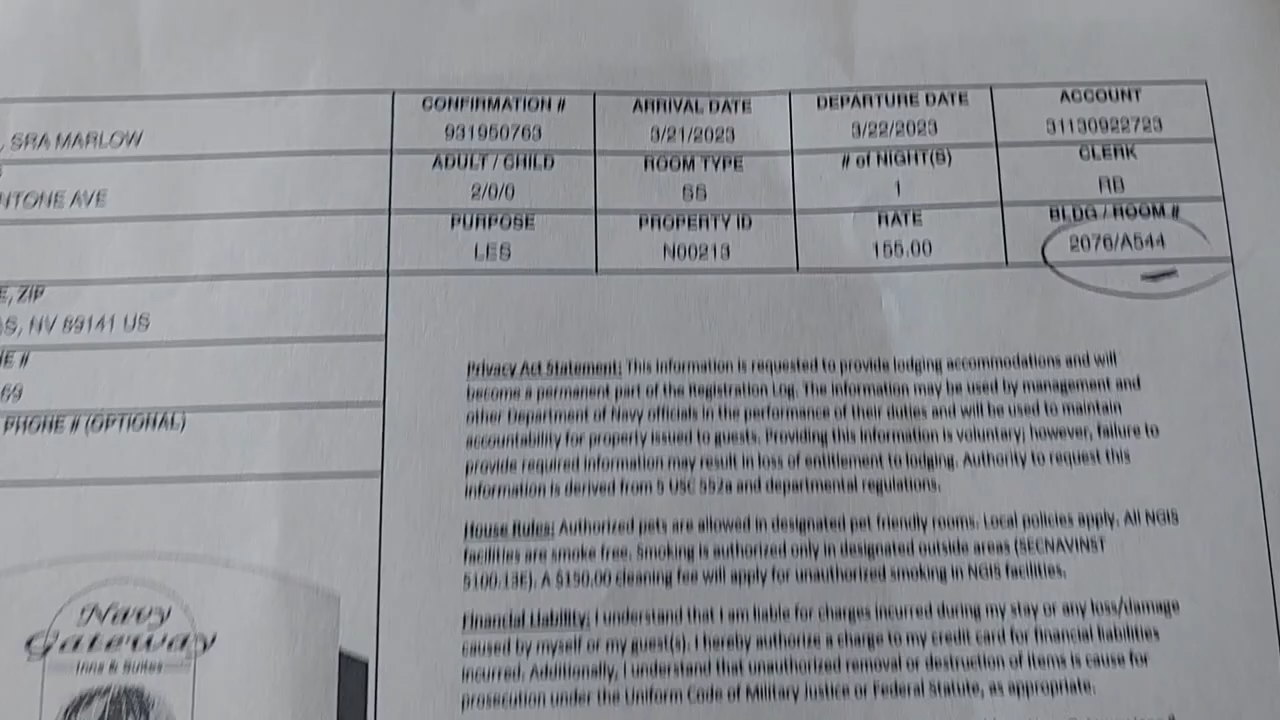 CONFIRMATION # ARRIVAL DATE DEPARTURE DATE ACCOUNT
, SRA MARLOW 931950763 3/21/2023 3/22/2023 31130922723
ADULT / CHILD ROOM TYPE # of NIGHT(S) CLERK
NTONE AVE 2/0/0 1 RB
PURPOSE PROPERTY ID RATE BLDG / ROOM #
LES N00213 155.00 2076/A544
E, ZIP
AS, NV 89141 US
NE #
69
PHONE # (OPTIONAL)
Privacy Act Statement: This information is requested to provide lodging accommodations and will
become a permanent part of the Registration Log. The information may be used by management and
other Department of Navy officials in the performance of their duties and will be used to maintain
accountability for property issued to guests. Providing this information is voluntary; however, failure to
provide required information may result in loss of entitlement to lodging. Authority to request this
information is derived from 5 USC 552a and departmental regulations.
House Rules: Authorized pets are allowed in designated pet friendly rooms. Local policies apply. All NGIS
facilities are smoke free. Smoking is authorized only in designated outside areas (SECNAVINST
5100.13E). A $150.00 cleaning fee will apply for unauthorized smoking in NGIS facilities.
Financial Liability: I understand that I am liable for charges incurred during my stay or any loss/damage
caused by myself or my guest(s). I hereby authorize a charge to my credit card for financial liabilities
incurred. Additionally, I understand that unauthorized removal or destruction of items is cause for
prosecution under the Uniform Code of Military Justice or Federal Statute, as appropriate.
Navy
Gateway
Inns & Suites